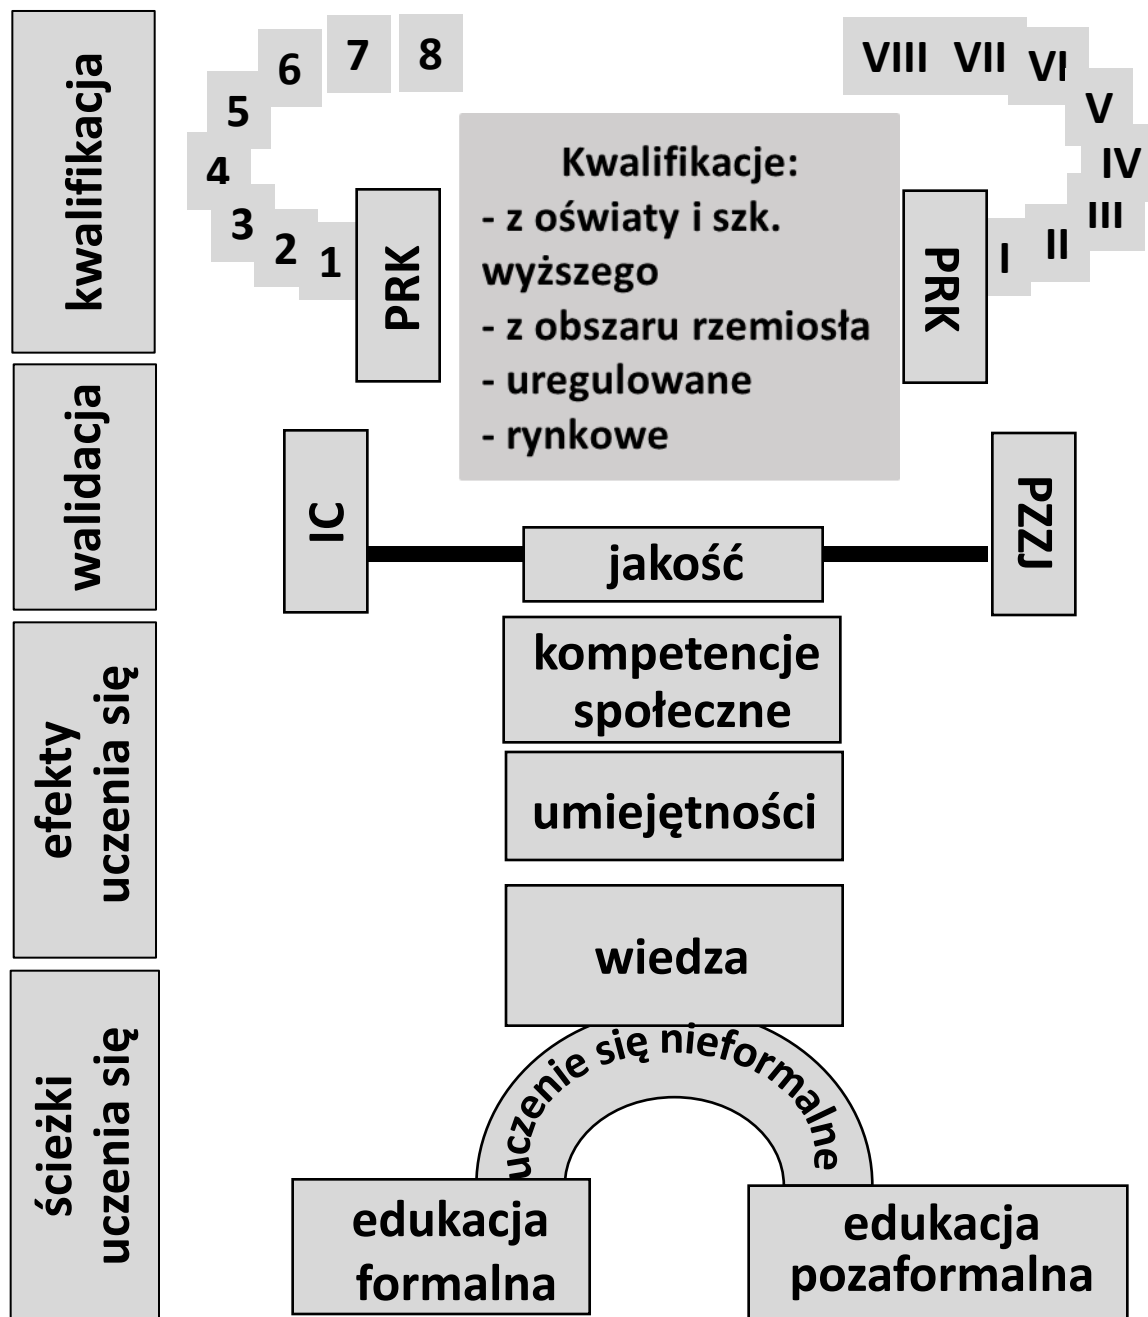 kwalifikacja
8
7
6
5
4
3
2
1
PRK
Kwalifikacje:
- z oświaty i szk.
wyższego
- z obszaru rzemiosła
- uregulowane
- rynkowe
PRK
VIII
VII
VI
V
IV
III
II
I
walidacja
IC
jakość
PZZJ
efekty
uczenia się
kompetencje
społeczne
umiejętności
wiedza
ścieżki
uczenia się
uczenie się nieformalne
edukacja
formalna
edukacja
pozaformalna